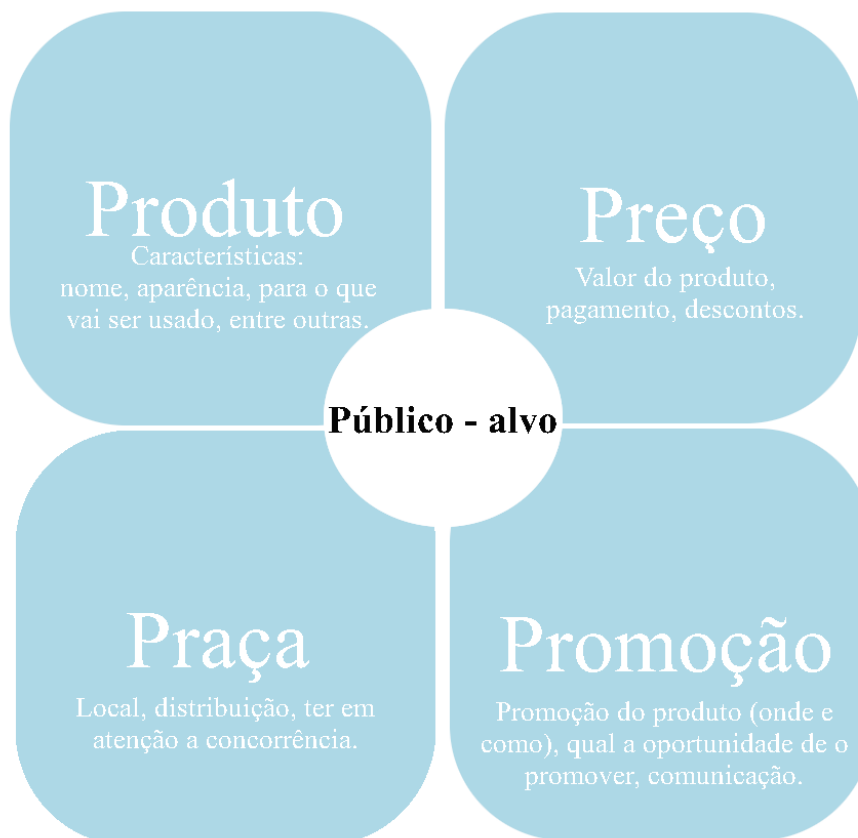 Produto
Características:
nome, aparência, para o que
vai ser usado, entre outras.
Preço
Valor do produto,
pagamento, descontos.
Público - alvo
Praça
Local, distribuição, ter em
atenção a concorrência.
Promoção
Promoção do produto (onde e
como), qual a oportunidade de o
promover, comunicação.